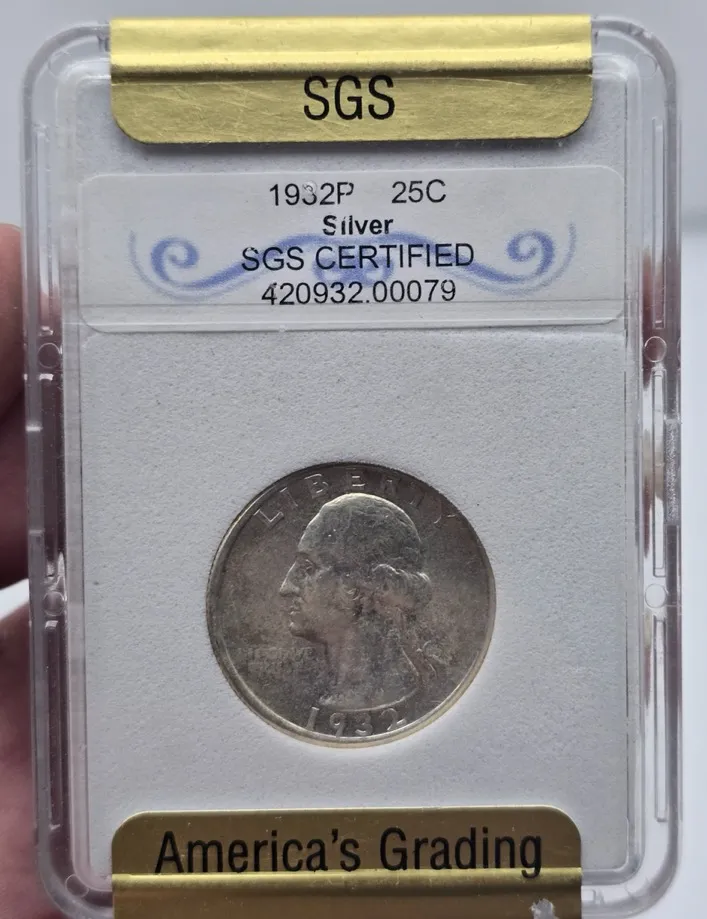 SGS
1932P 25C
Silver
SGS CERTIFIED
420932.00079
LIBERTY
1932
America's Grading